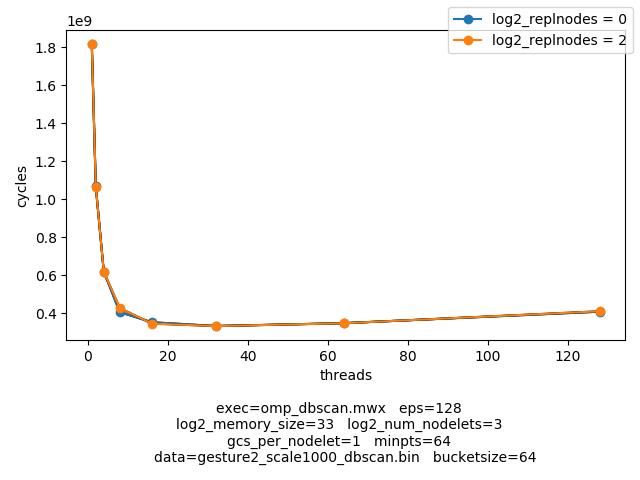 1e9
log2_replnodes = 0
log2_replnodes = 2
1.8
1.6
1.4
1.2
1.0
0.8
0.6
0.4
cycles
0 20 40 60 80 100 120
threads
exec=omp_dbscan.mwx eps=128
log2_memory_size=33 log2_num_nodelets=3
gcs_per_nodelet=1 minpts=64
data=gesture2_scale1000_dbscan.bin bucketsize=64